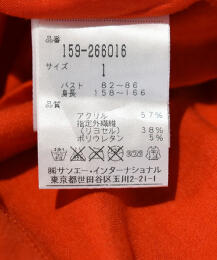 品番
159-266016
サイズ
1
バスト 82~86
身長 158~166
品質
アクリル 57%
指定外繊維
(リヨセル) 38%
ポリウレタン 5%
㈱サンエー・インターナショナル
東京都世田谷区玉川2-21-1